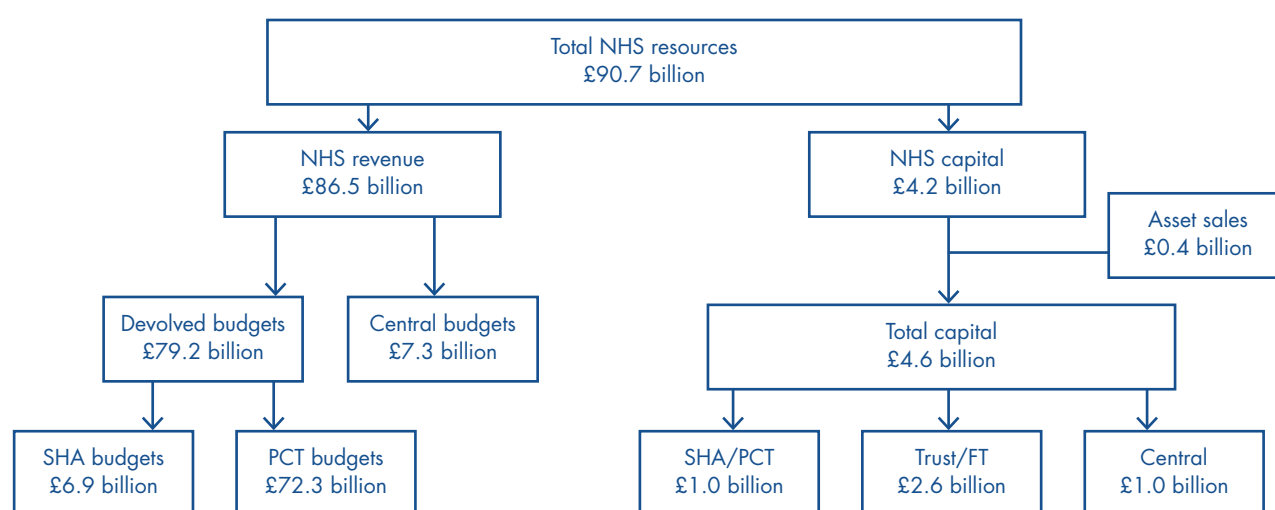 Total NHS resources
£90.7 billion
NHS revenue
£86.5 billion
NHS capital
£4.2 billion
Asset sales
£0.4 billion
Devolved budgets
£79.2 billion
Central budgets
£7.3 billion
Total capital
£4.6 billion
SHA budgets
£6.9 billion
PCT budgets
£72.3 billion
SHA/PCT
£1.0 billion
Trust/FT
£2.6 billion
Central
£1.0 billion